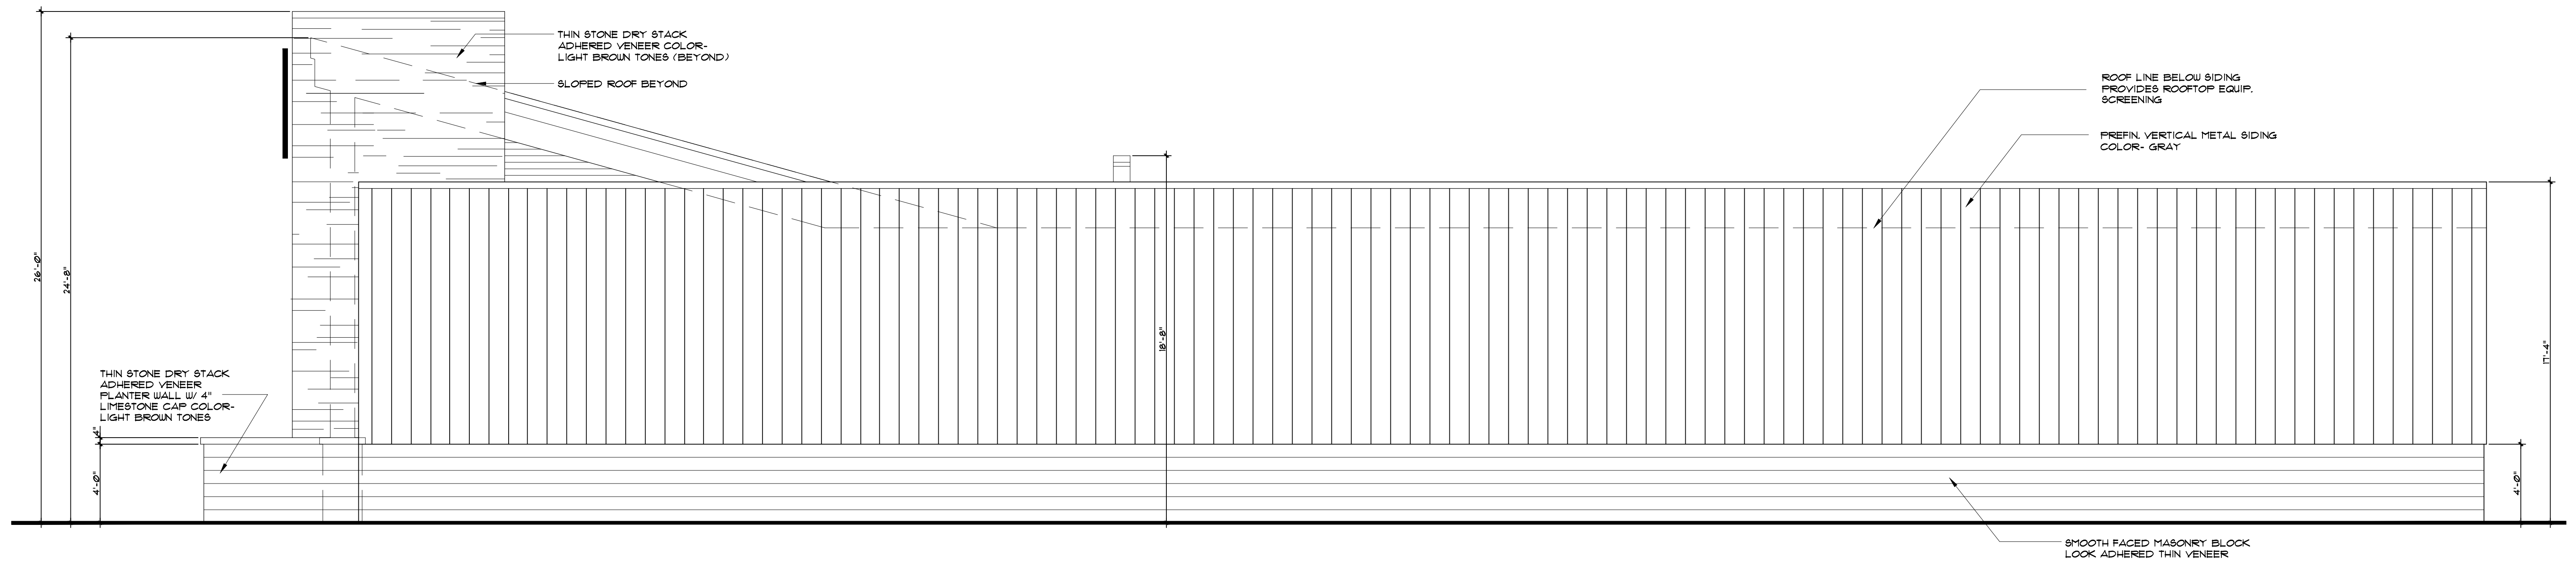 THIN STONE DRY STACK
ADHERED VENEER COLOR-
LIGHT BROWN TONES (BEYOND)
SLOPED ROOF BEYOND
ROOF LINE BELOW SIDING
PROVIDES ROOFTOP EQUIP.
SCREENING
PREFIN. VERTICAL METAL SIDING
COLOR- GRAY
26'-0"
24'-8"
18'-8"
17'-4"
THIN STONE DRY STACK
ADHERED VENEER
PLANTER WALL W/ 4"
LIMESTONE CAP COLOR-
LIGHT BROWN TONES
4"
4'-0"
4'-0"
SMOOTH FACED MASONRY BLOCK
LOOK ADHERED THIN VENEER